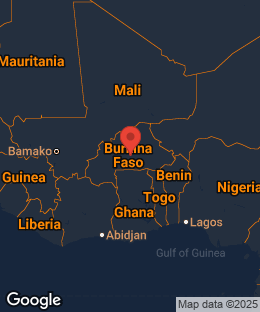 Mauritania
Mali
Bamako
Burkina
Faso
Guinea
Benin
Togo
Nigeria
Ghana
Liberia
Lagos
Abidjan
Gulf of Guinea
Google
Map data ©2025